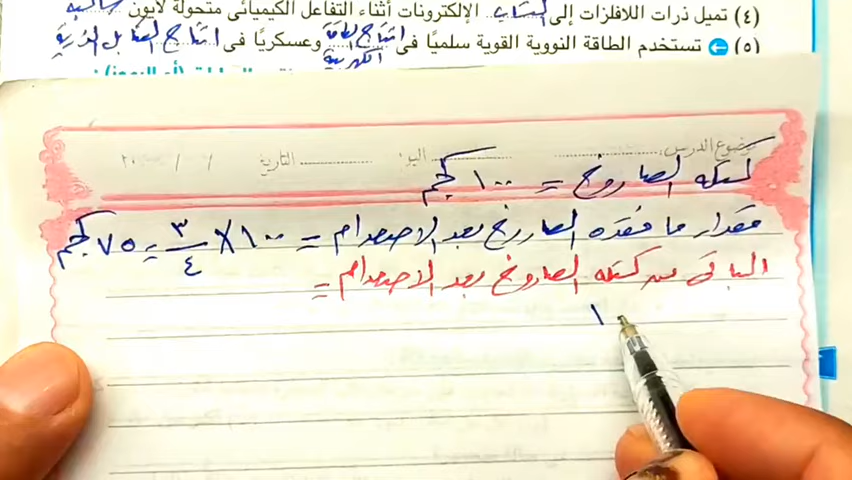 (٤) تميل ذرات اللافلزات إلى اكتساب الإلكترونات أثناء التفاعل الكيميائى متحولة لأيون سالبة
(٥) تستخدم الطاقة النووية القوية سلميًا فى انتاج الطاقة الكهربية وعسكريًا فى انتاج القنابل الذرية
موضوع الدرس: اليوم التاريخ / / ٢٠
كتلة الصاروخ = ١٠٠ كجم
مقدار ما فقده الصاروخ بعد الاصطدام = ١٠٠ × ٣/٤ = ٧٥ كجم
الباقى من كتلة الصاروخ بعد الاصطدام =
١